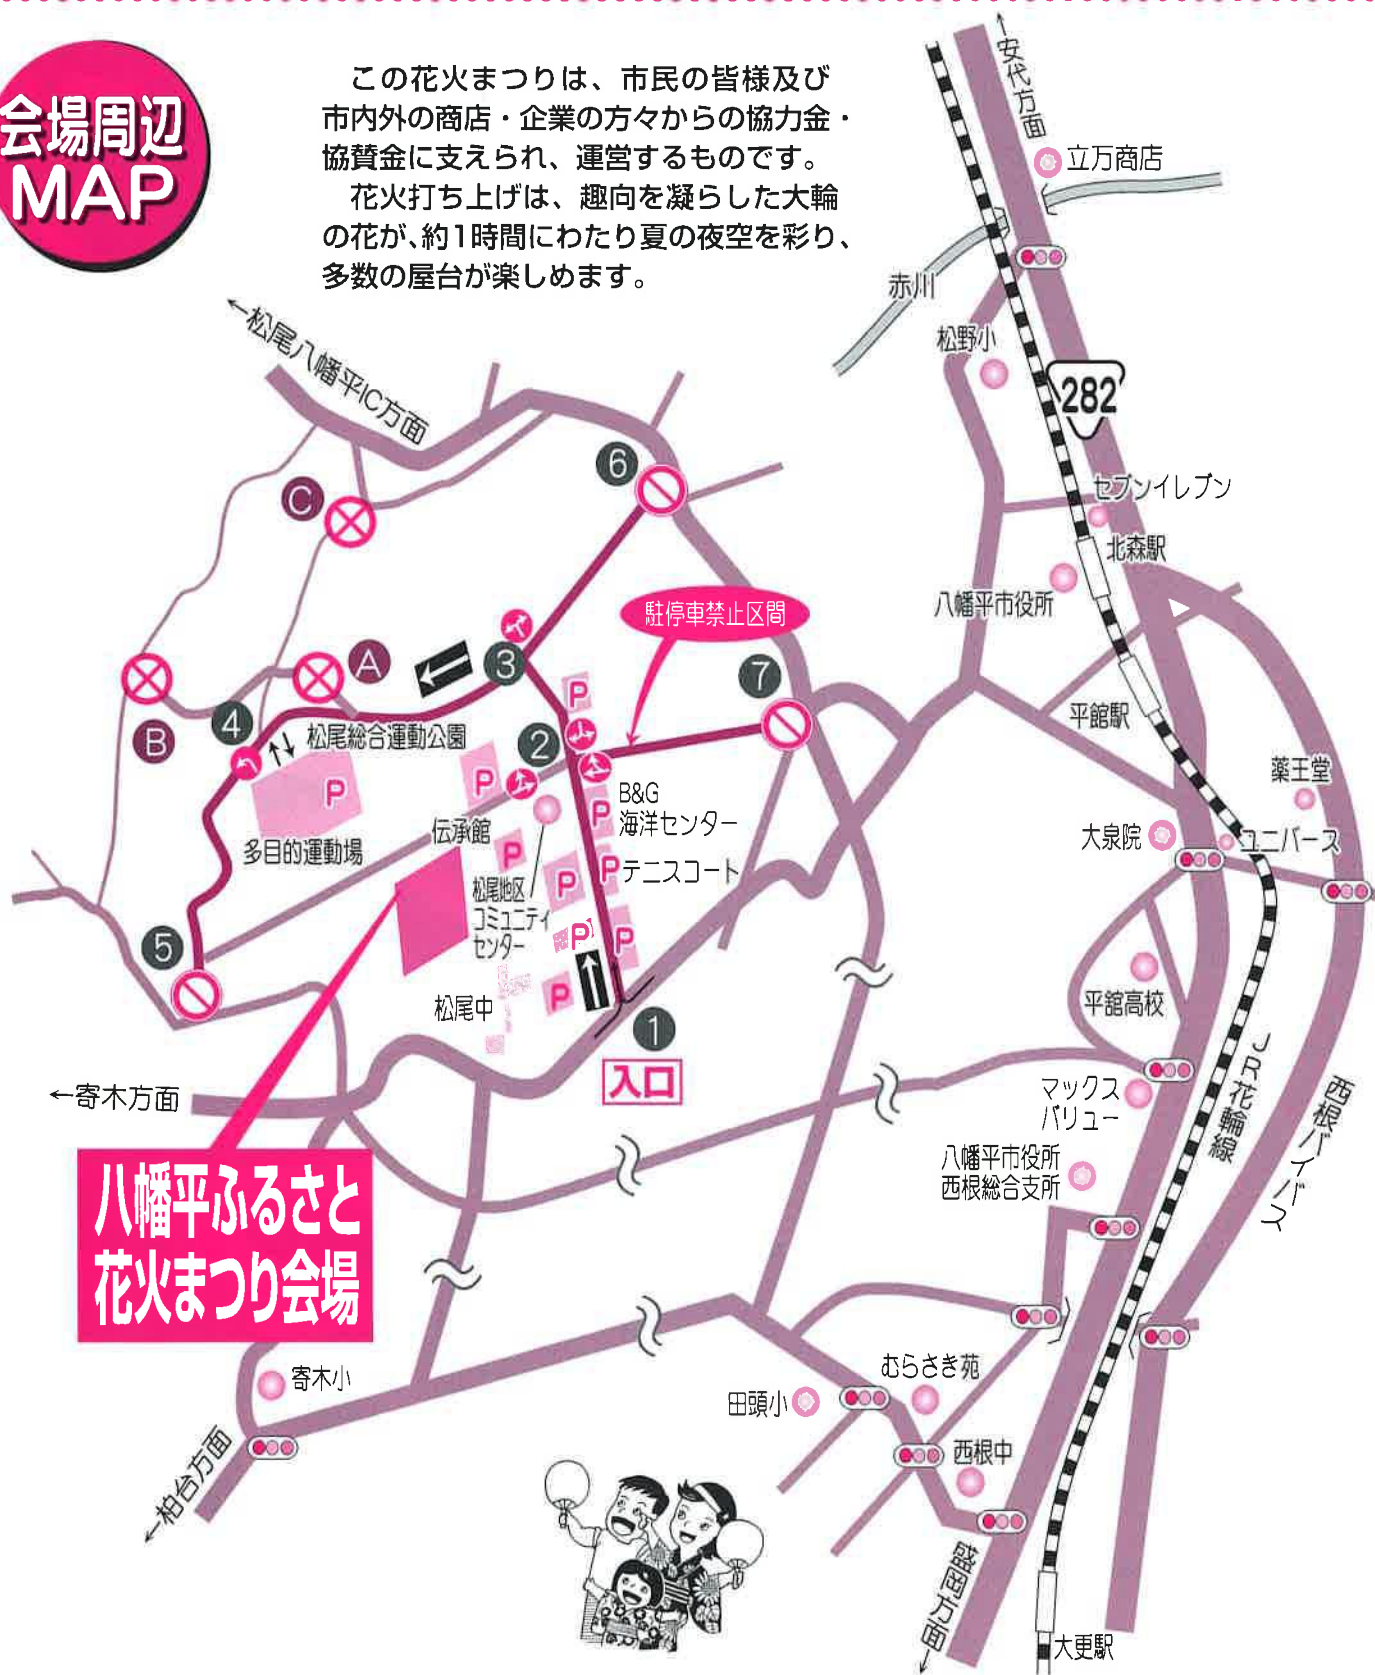 会場周辺
MAP
この花火まつりは、市民の皆様及び
市内外の商店・企業の方々からの協力金・
協賛金に支えられ、運営するものです。
花火打ち上げは、趣向を凝らした大輪
の花が、約1時間にわたり夏の夜空を彩り、
多数の屋台が楽しめます。
↑安代方面
立万商店
赤川
松野小
282
←松尾八幡平IC方面
セブンイレブン
北森駅
八幡平市役所
6
C
駐停車禁止区間
A
3
7
P
B
4
松尾総合運動公園
2
平館駅
薬王堂
P
P
P
B&G
海洋センター
多目的運動場
伝承館
大泉院
ユニバース
P
P
P
テニスコート
松尾地区
コミュニティ
センター
5
P
P
P
松尾中
平舘高校
1
入口
←寄木方面
マックス
バリュー
JR花輪線
西根バイパス
八幡平市役所
西根総合支所
八幡平ふるさと
花火まつり会場
寄木小
むらさき苑
田頭小
西根中
←柏台方面
盛岡方面→
大更駅